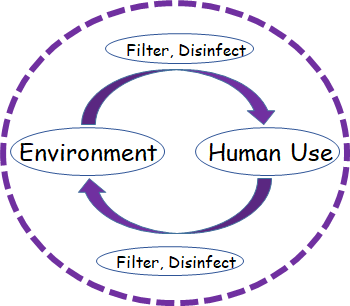 Filter, Disinfect
Environment
Human Use
Filter, Disinfect